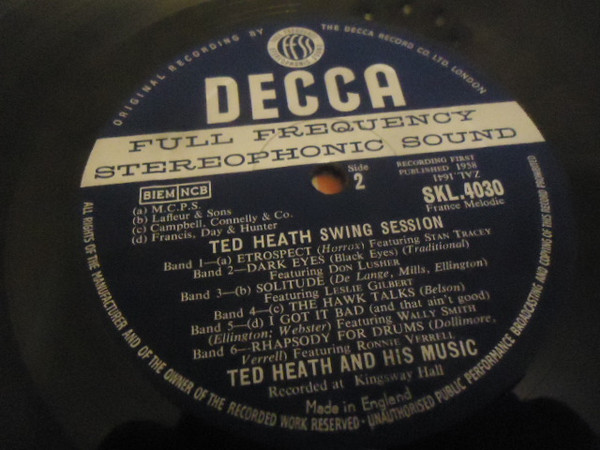 ORIGINAL RECORDING BY
THE DECCA RECORD CO. LTD. LONDON
ffss
DECCA
FULL FREQUENCY
STEREOPHONIC SOUND
BIEM NCB
Side
2
RECORDING FIRST
PUBLISHED 1958
SKL.4030
France Melodie
(a) M.C.P.S.
(b) Lafleur & Sons
(c) Campbell, Connelly & Co.
(d) Francis, Day & Hunter
TED HEATH SWING SESSION
Band 1—(a) ETROSPECT (Horrox) Featuring STAN TRACEY
Band 2—DARK EYES (Black Eyes) (Traditional)
Featuring DON LUSHER
Band 3—(b) SOLITUDE (De Lange, Mills, Ellington)
Featuring LESLIE GILBERT
Band 4—(c) THE HAWK TALKS (Belson)
Band 5—(d) I GOT IT BAD (and that ain't good)
(Ellington; Webster) Featuring WALLY SMITH
Band 6—RHAPSODY FOR DRUMS (Dollimore,
Verrell) Featuring RONNIE VERRELL
TED HEATH AND HIS MUSIC
Recorded at Kingsway Hall
Made in England
ALL RIGHTS OF THE MANUFACTURER AND OF THE OWNER OF THE RECORDED WORK RESERVED - UNAUTHORISED PUBLIC PERFORMANCE BROADCASTING AND COPYING OF THIS RECORD PROHIBITED